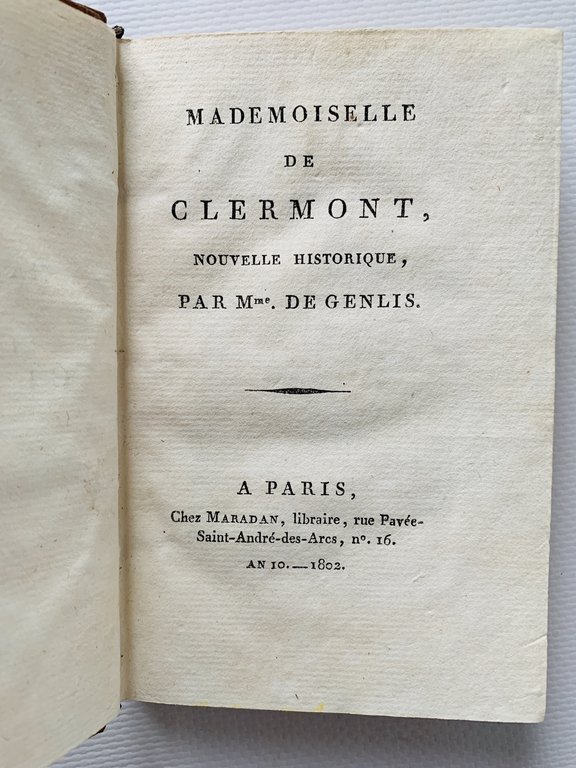 MADEMOISELLE
DE
CLERMONT,
NOUVELLE HISTORIQUE,
PAR Mme. DE GENLIS.
A PARIS,
Chez MARADAN, libraire, rue Pavée-
Saint-André-des-Arcs, no. 16.
AN 10.—1802.